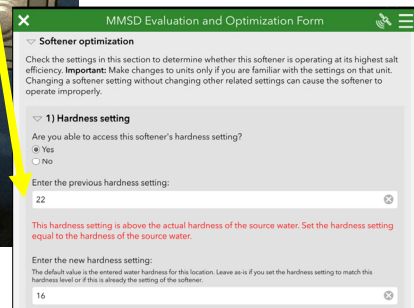 MMSD Evaluation and Optimization Form
Softener optimization
Check the settings in this section to determine whether this softener is operating at its highest salt
efficiency. Important: Make changes to units only if you are familiar with the settings on that unit.
Changing a softener setting without changing other related settings can cause the softener to
operate improperly.
1) Hardness setting
Are you able to access this softener's hardness setting?
Yes
No
Enter the previous hardness setting:
22
This hardness setting is above the actual hardness of the source water. Set the hardness setting
equal to the hardness of the source water.
Enter the new hardness setting:
The default value is the entered water hardness for this location. Leave as-is if you set the hardness setting to match this
hardness level or if this is already the setting of the softener.
16